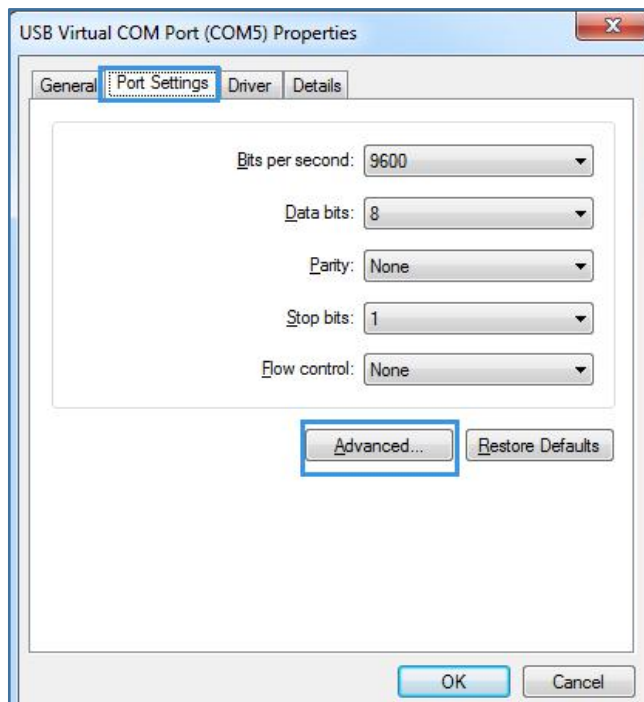 USB Virtual COM Port (COM5) Properties
General Port Settings Driver Details
Bits per second: 9600
Data bits: 8
Parity: None
Stop bits: 1
Flow control: None
Advanced... Restore Defaults
OK Cancel